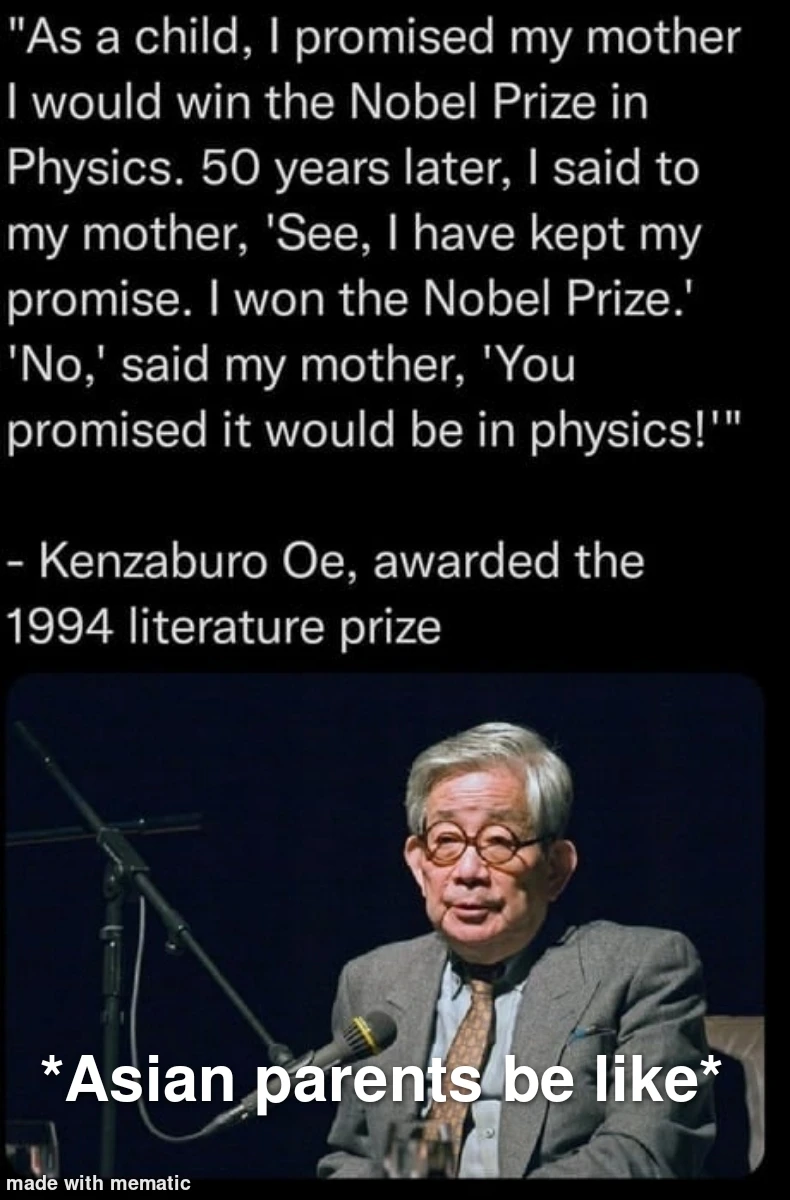 "As a child, I promised my mother
I would win the Nobel Prize in
Physics. 50 years later, I said to
my mother, 'See, I have kept my
promise. I won the Nobel Prize.'
'No,' said my mother, 'You
promised it would be in physics!'"
- Kenzaburo Oe, awarded the
1994 literature prize
*Asian parents be like*
made with mematic